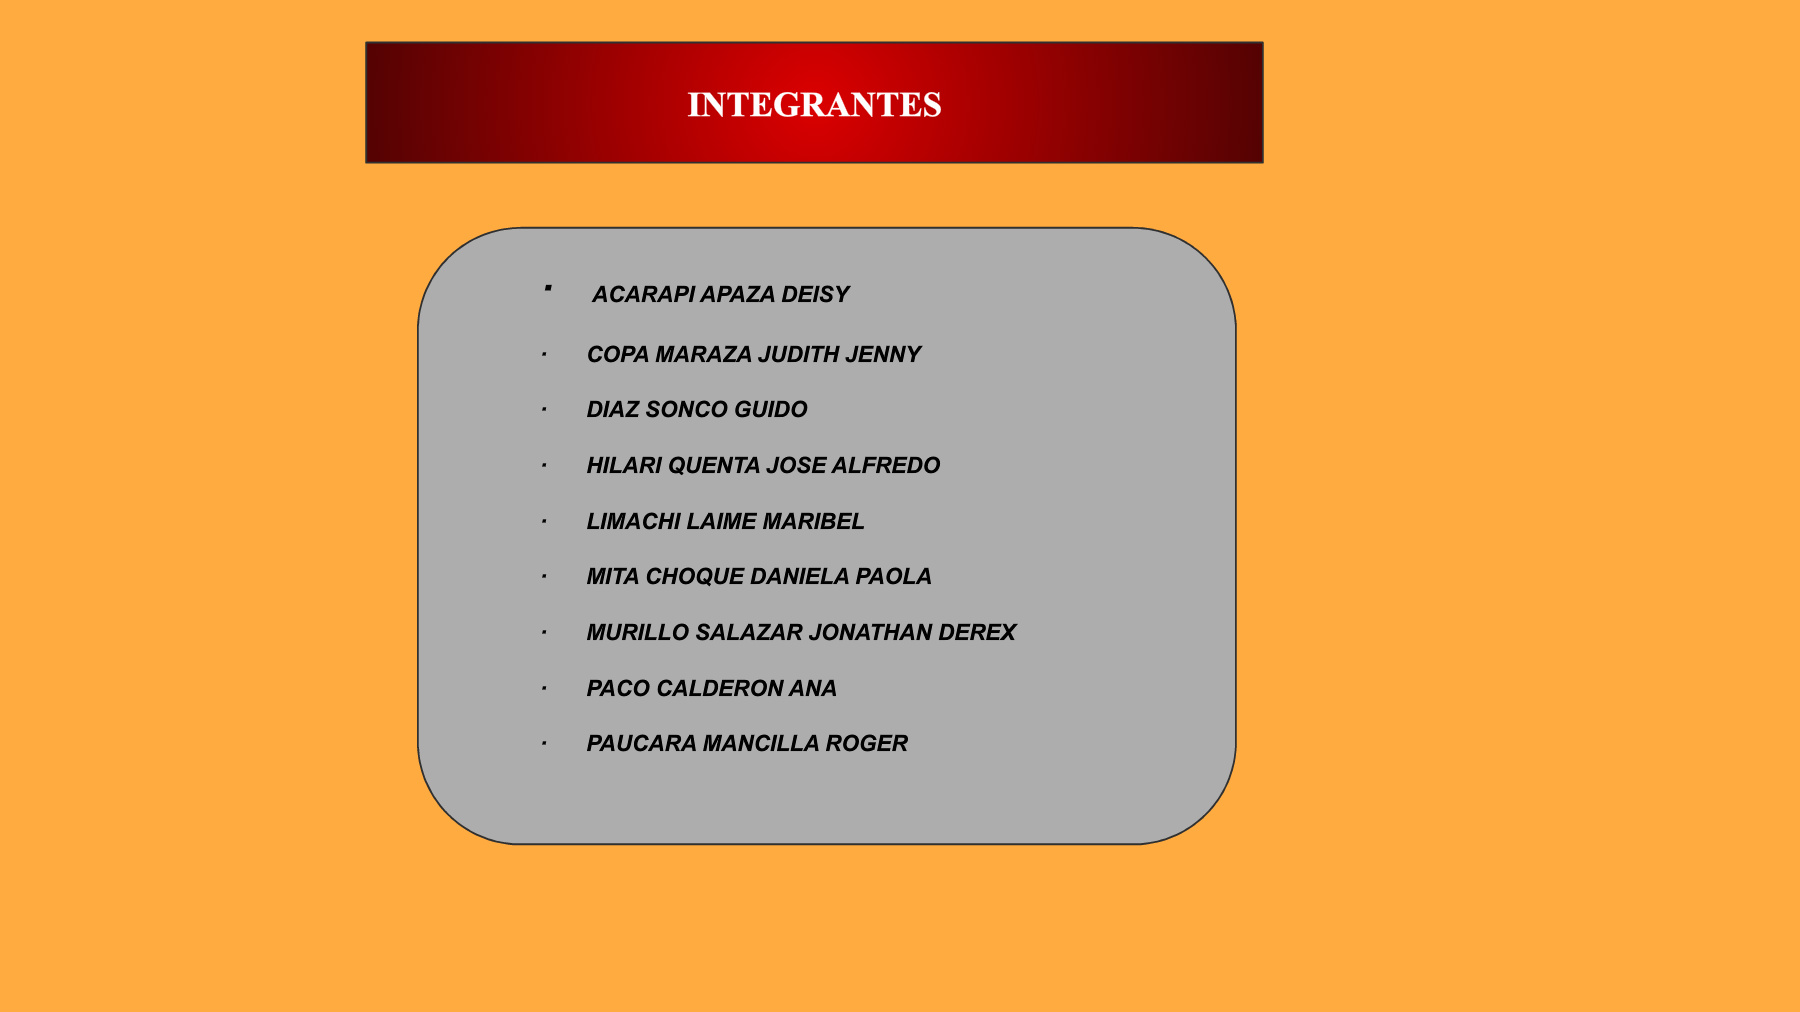 INTEGRANTES
· ACARAPI APAZA DEISY
· COPA MARAZA JUDITH JENNY
· DIAZ SONCO GUIDO
· HILARI QUENTA JOSE ALFREDO
· LIMACHI LAIME MARIBEL
· MITA CHOQUE DANIELA PAOLA
· MURILLO SALAZAR JONATHAN DEREX
· PACO CALDERON ANA
· PAUCARA MANCILLA ROGER